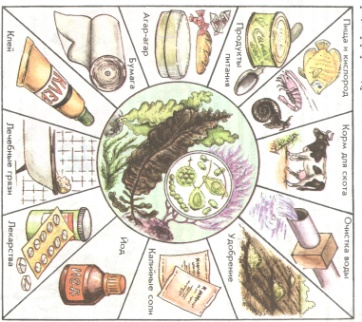 Пища и кислород
Корм для скота
Очистка воды
Удобрение
Калийные соли
Йод
ЙОД
Лекарства
Лечебные грязи
Клей
Бумага
Агар-агар
Продукты
питания